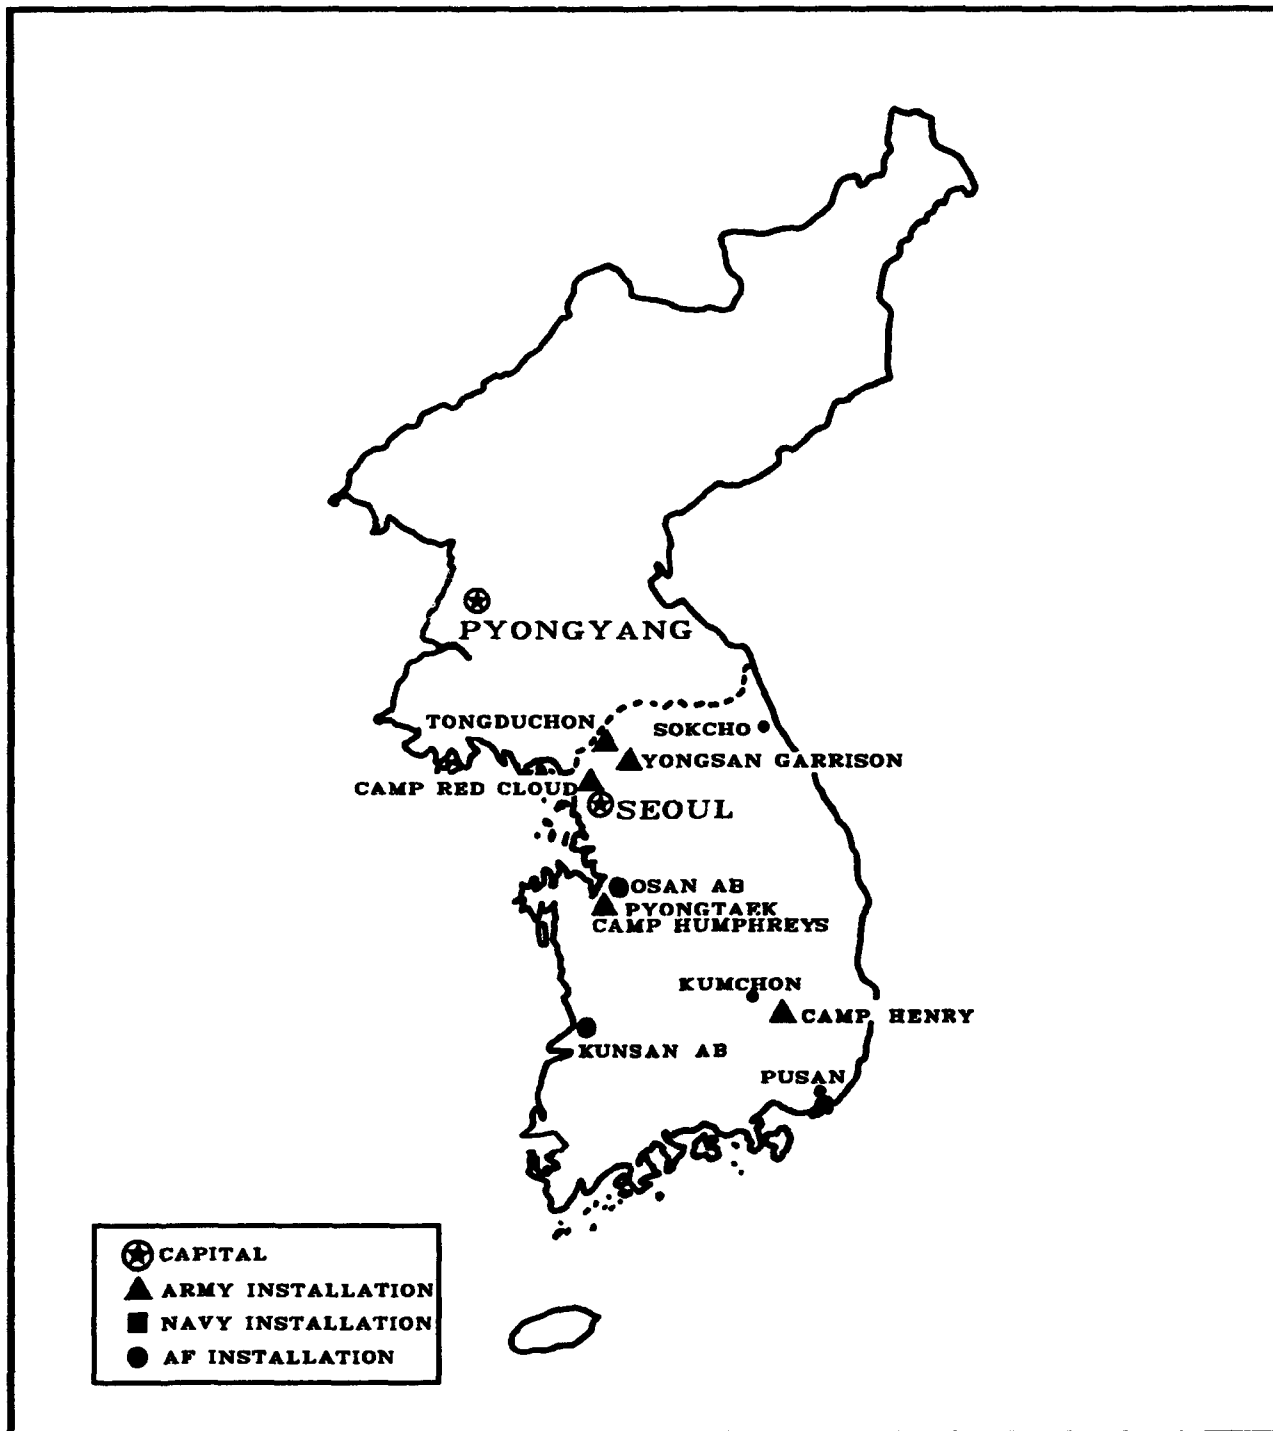 PYONGYANG
TONGDUCHON
SOKCHO
YONGSAN GARRISON
CAMP RED CLOUD
SEOUL
OSAN AB
PYONGTAEK
CAMP HUMPHREYS
KUMCHON
CAMP HENRY
KUNSAN AB
PUSAN
CAPITAL
ARMY INSTALLATION
NAVY INSTALLATION
AF INSTALLATION